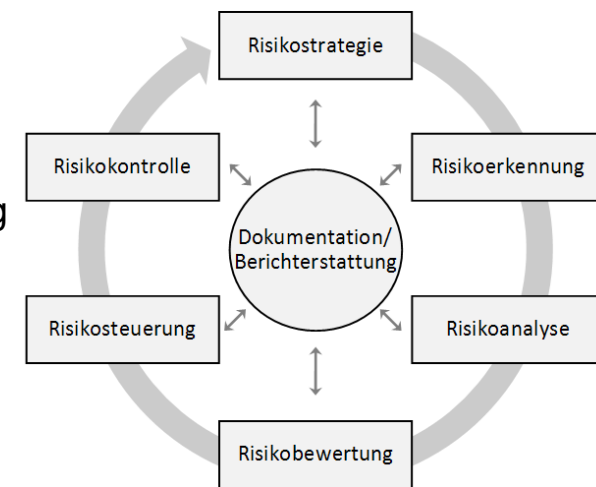 Risikostrategie
Risikokontrolle
Risikoerkennung
g
Dokumentation/
Berichterstattung
Risikosteuerung
Risikoanalyse
Risikobewertung